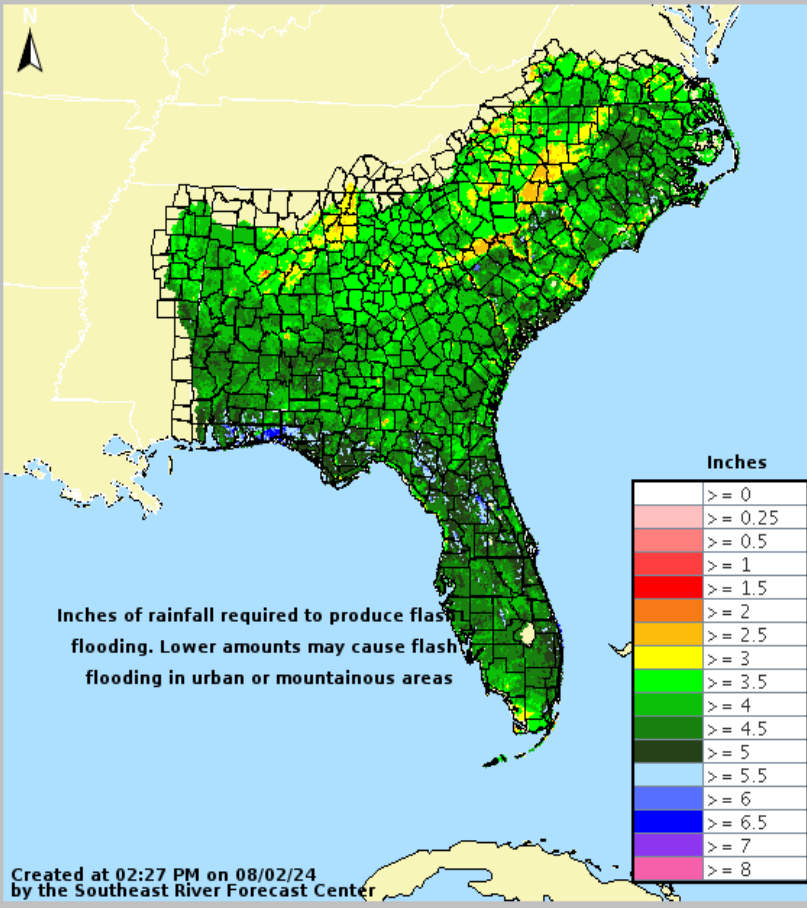 N
Inches
>= 0
>= 0.25
>= 0.5
>= 1
>= 1.5
>= 2
>= 2.5
>= 3
>= 3.5
>= 4
>= 4.5
>= 5
>= 5.5
>= 6
>= 6.5
>= 7
>= 8
Inches of rainfall required to produce flash
flooding. Lower amounts may cause flash
flooding in urban or mountainous areas
Created at 02:27 PM on 08/02/24
by the Southeast River Forecast Center